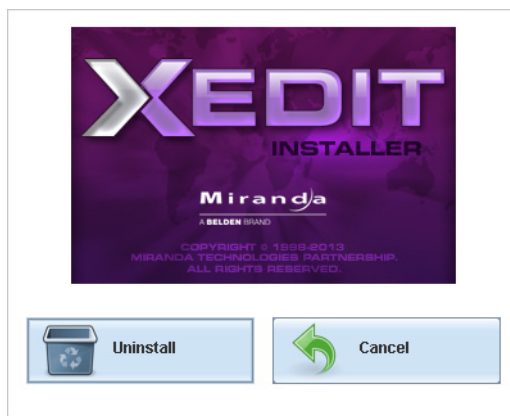 XEDIT
INSTALLER
Miranda
A BELDEN BRAND
COPYRIGHT © 1998-2013
MIRANDA TECHNOLOGIES PARTNERSHIP.
ALL RIGHTS RESERVED.
Uninstall
Cancel